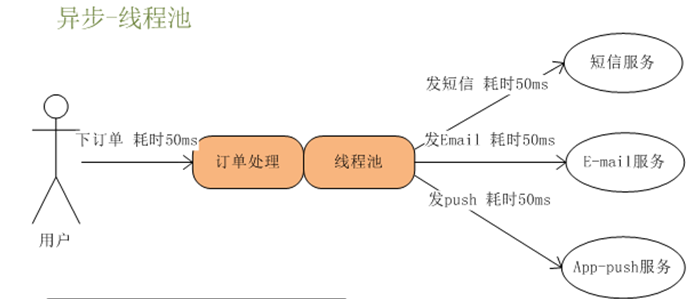 异步-线程池
短信服务
发短信 耗时50ms
下订单 耗时50ms
订单处理
线程池
发Email 耗时50ms
E-mail服务
发push 耗时50ms
用户
App-push服务